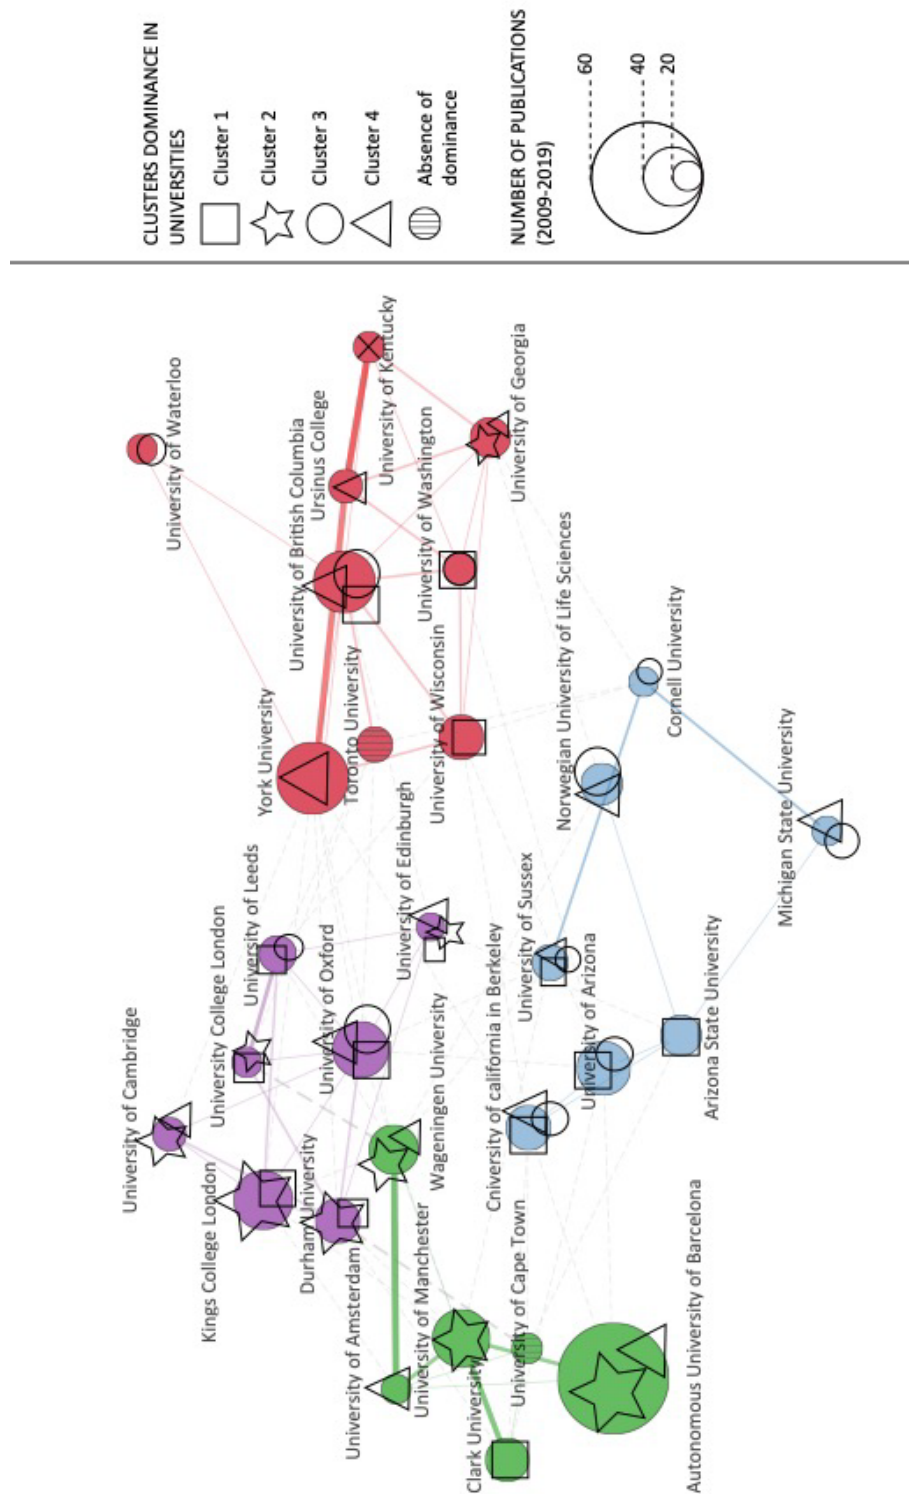 CLUSTERS DOMINANCE IN
UNIVERSITIES
Cluster 1
Cluster 2
Cluster 3
Cluster 4
Absence of
dominance
NUMBER OF PUBLICATIONS
(2009-2019)
60
40
20
University of Waterloo
University of Kentucky
Ursinus College
University of British Columbia
University of Washington
University of Georgia
York University
Toronto University
University of Wisconsin
Norwegian University of Life Sciences
Cornell University
Michigan State University
University of Leeds
University College London
University of Oxford
University of Edinburgh
University of Cambridge
Kings College London
Durham University
Wageningen University
University of Sussex
University of Arizona
Cniversity of california in Berkeley
Arizona State University
University of Amsterdam
University of Manchester
Clark University
University of Cape Town
Autonomous University of Barcelona